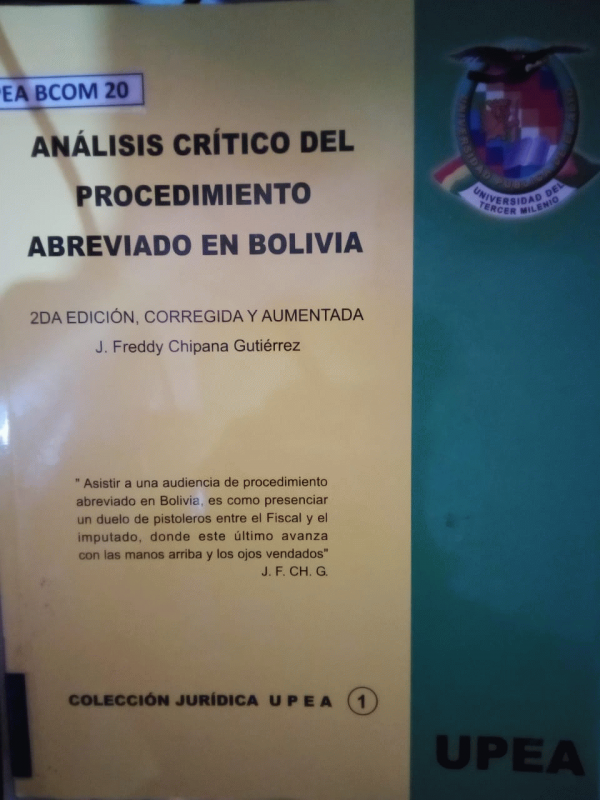 PEA BCOM 20
ANÁLISIS CRÍTICO DEL
PROCEDIMIENTO
ABREVIADO EN BOLIVIA
2DA EDICIÓN, CORREGIDA Y AUMENTADA
J. Freddy Chipana Gutiérrez
" Asistir a una audiencia de procedimiento
abreviado en Bolivia, es como presenciar
un duelo de pistoleros entre el Fiscal y el
imputado, donde este último avanza
con las manos arriba y los ojos vendados"
J. F. CH. G.
COLECCIÓN JURÍDICA U P E A 1
UNIVERSIDAD DEL
TERCER MILENIO
UPEA